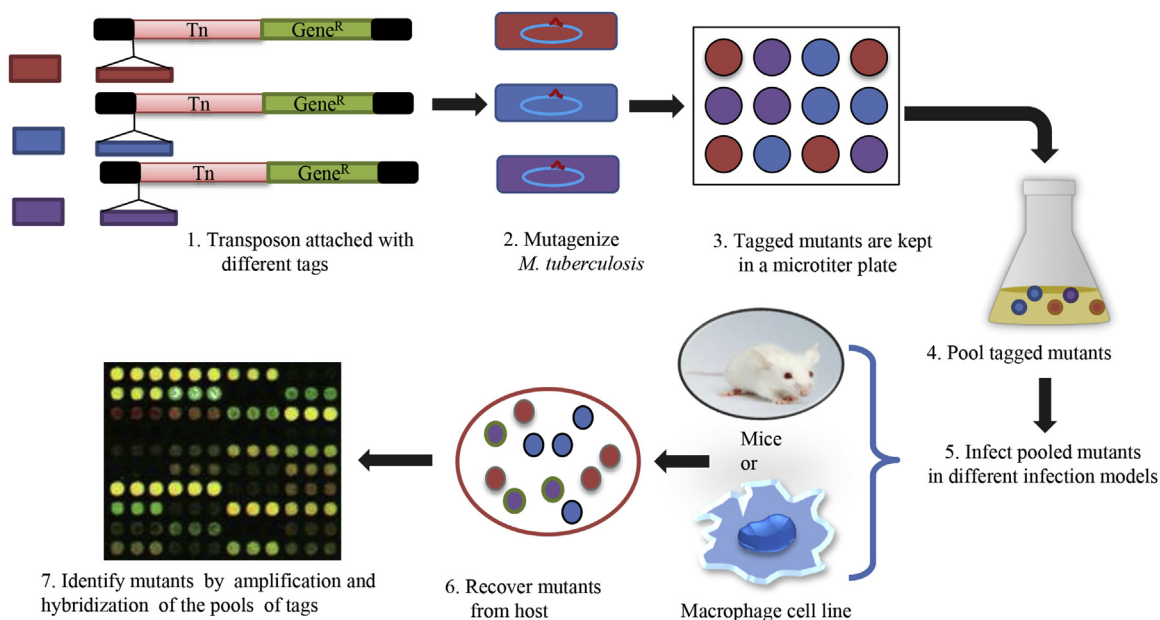 Tn
Gene^R
Tn
Gene^R
Tn
Gene^R
1. Transposon attached with
different tags
2. Mutagenize
M. tuberculosis
3. Tagged mutants are kept
in a microtiter plate
4. Pool tagged mutants
5. Infect pooled mutants
in different infection models
Mice
or
Macrophage cell line
6. Recover mutants
from host
7. Identify mutants by amplification and
hybridization of the pools of tags